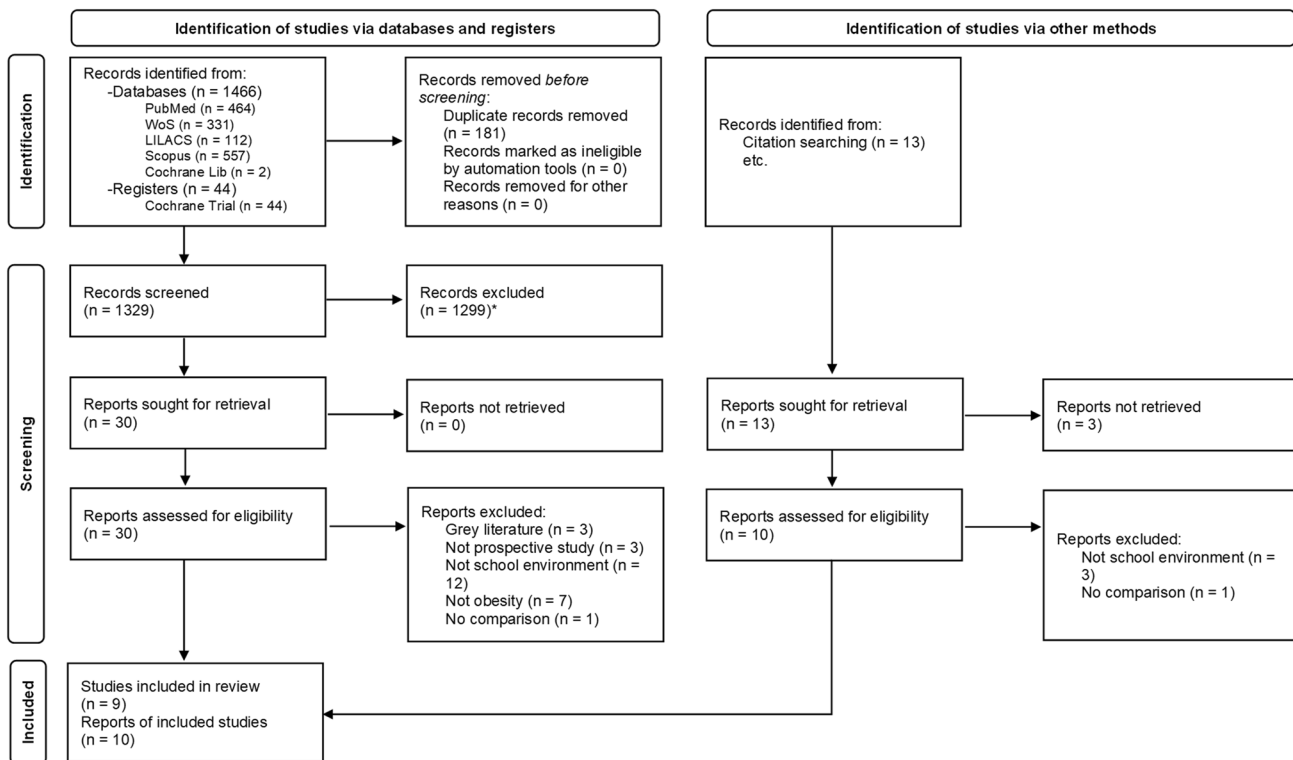 Identification of studies via databases and registers
Identification of studies via other methods
Identification
Records identified from:
-Databases (n = 1466)
PubMed (n = 464)
WoS (n = 331)
LILACS (n = 112)
Scopus (n = 557)
Cochrane Lib (n = 2)
-Registers (n = 44)
Cochrane Trial (n = 44)
Records removed before
screening:
Duplicate records removed
(n = 181)
Records marked as ineligible
by automation tools (n = 0)
Records removed for other
reasons (n = 0)
Records identified from:
Citation searching (n = 13)
etc.
Screening
Records screened
(n = 1329)
Records excluded
(n = 1299)*
Reports sought for retrieval
(n = 30)
Reports not retrieved
(n = 0)
Reports sought for retrieval
(n = 13)
Reports not retrieved
(n = 3)
Reports assessed for eligibility
(n = 30)
Reports excluded:
Grey literature (n = 3)
Not prospective study (n = 3)
Not school environment (n =
12)
Not obesity (n = 7)
No comparison (n = 1)
Reports assessed for eligibility
(n = 10)
Reports excluded:
Not school environment (n =
3)
No comparison (n = 1)
Included
Studies included in review
(n = 9)
Reports of included studies
(n = 10)